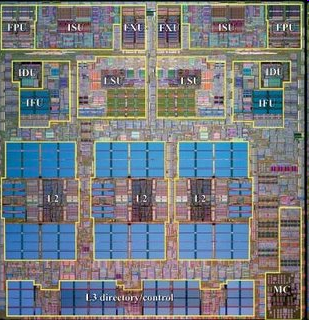 FPU ISU FXU FXU ISU FPU
IDU LSU LSU IDU
IFU IFU
L2 L2 L2
MC
L3 directory/control